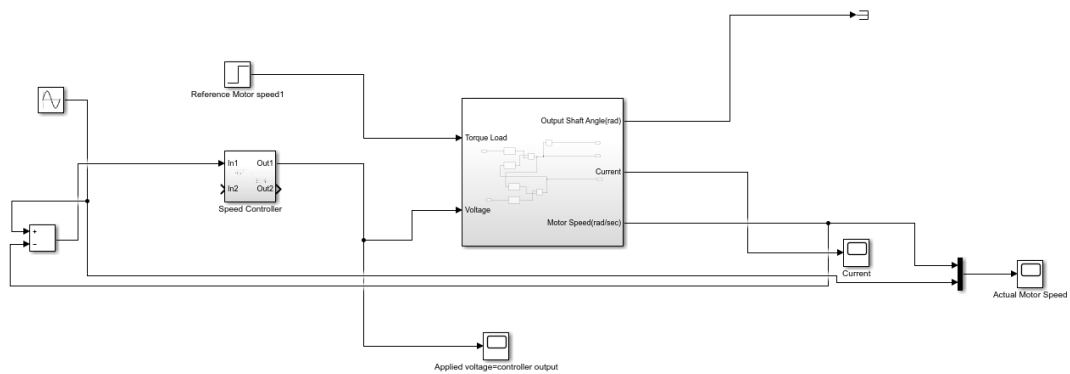 Reference Motor speed1
Output Shaft Angle(rad)
Torque Load
In1
Out1
Current
In2
Out2
Speed Controller
Voltage
Motor Speed(rad/sec)
+
−
Current
Actual Motor Speed
Applied voltage=controller output